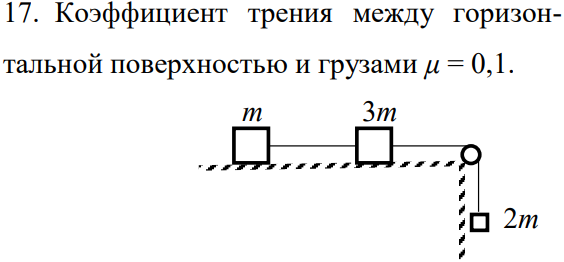 17. Коэффициент трения между горизон-
тальной поверхностью и грузами μ = 0,1.
m 3m
2m